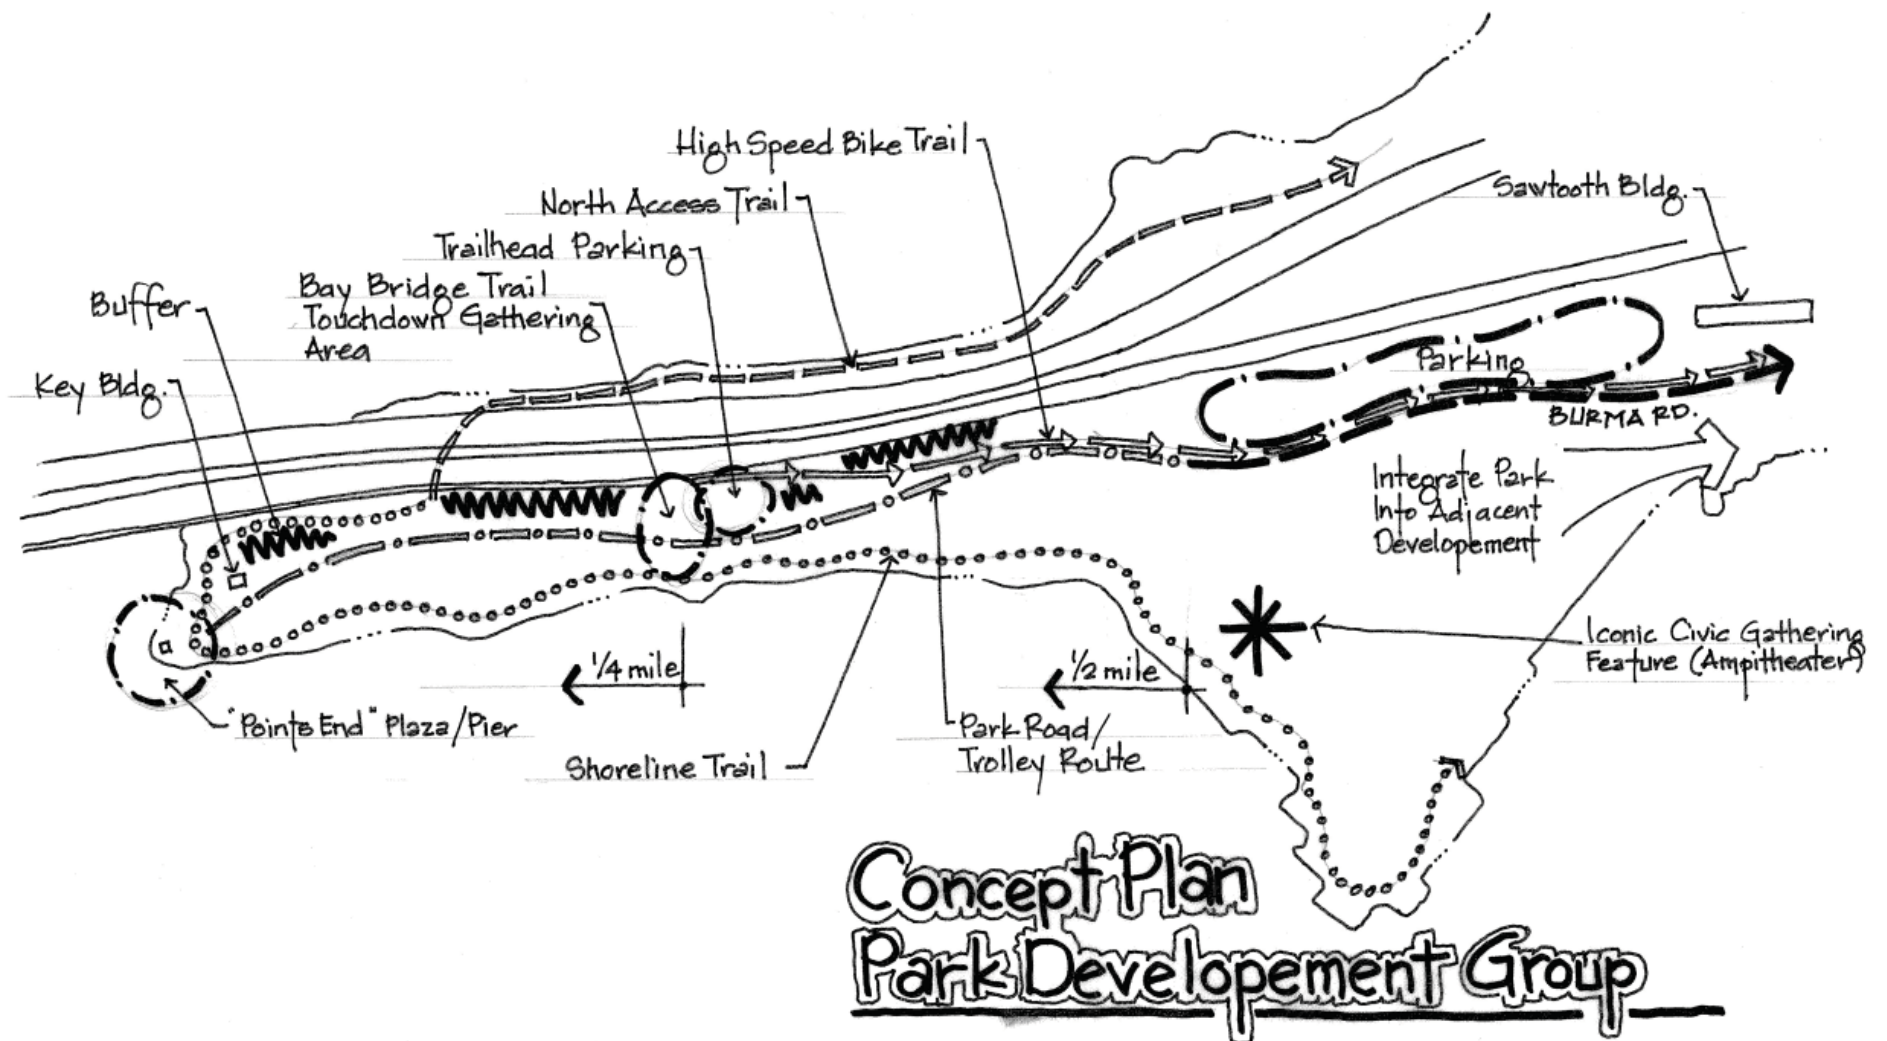 High Speed Bike Trail
North Access Trail
Sawtooth Bldg.
Trailhead Parking
Bay Bridge Trail
Touchdown Gathering
Area
Buffer
Key Bldg.
Parking
BURMA RD.
Integrate Park
Into Adjacent
Developement
Iconic Civic Gathering
Feature (Ampitheater)
1/4 mile
1/2 mile
"Points End" Plaza/Pier
Park Road/
Trolley Route
Shoreline Trail
Concept Plan
Park Developement Group